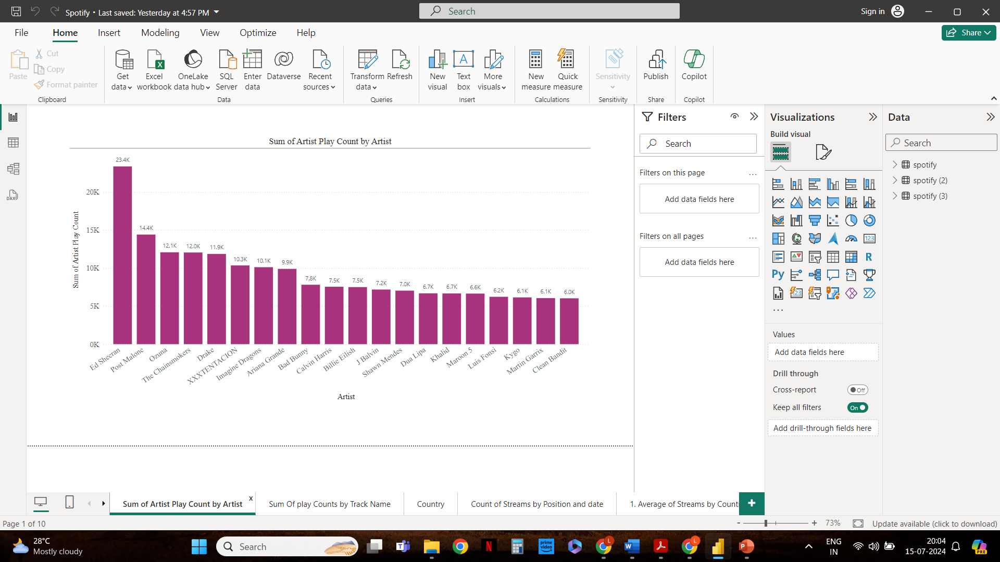 Spotify • Last saved: Yesterday at 4:57 PM
Search
Sign in
File Home Insert Modeling View Optimize Help
Share
Paste
Cut
Copy
Format painter
Clipboard
Get data
Excel workbook
OneLake data hub
SQL Server
Enter data
Dataverse
Recent sources
Data
Transform data
Refresh
Queries
New visual
Text box
More visuals
Insert
New measure
Quick measure
Calculations
Sensitivity
Sensitivity
Publish
Share
Copilot
Copilot
DAX
Sum of Artist Play Count by Artist
Sum of Artist Play Count
20K
15K
10K
5K
0K
23.4K
14.4K
12.1K
12.0K
11.9K
10.3K
10.1K
9.9K
7.8K
7.5K
7.5K
7.2K
7.0K
6.7K
6.7K
6.6K
6.2K
6.1K
6.1K
6.0K
Ed Sheeran
Post Malone
Ozuna
The Chainsmokers
Drake
XXXTENTACION
Imagine Dragons
Ariana Grande
Bad Bunny
Calvin Harris
Billie Eilish
J Balvin
Shawn Mendes
Dua Lipa
Khalid
Maroon 5
Luis Fonsi
Kygo
Martin Garrix
Clean Bandit
Artist
Filters
Search
Filters on this page
...
Add data fields here
Filters on all pages
...
Add data fields here
Visualizations
Build visual
123
R
Py
123
...
Values
Add data fields here
Drill through
Cross-report
Off
Keep all filters
On
Add drill-through fields here
Data
Search
spotify
spotify (2)
spotify (3)
Sum of Artist Play Count by Artist
x
Sum Of play Counts by Track Name
Country
Count of Streams by Position and date
1. Average of Streams by Count
+
Page 1 of 10
- + 73%
Update available (click to download)
28°C
Mostly cloudy
Search
prime video
L
L
ENG
IN
20:04
15-07-2024
PRE